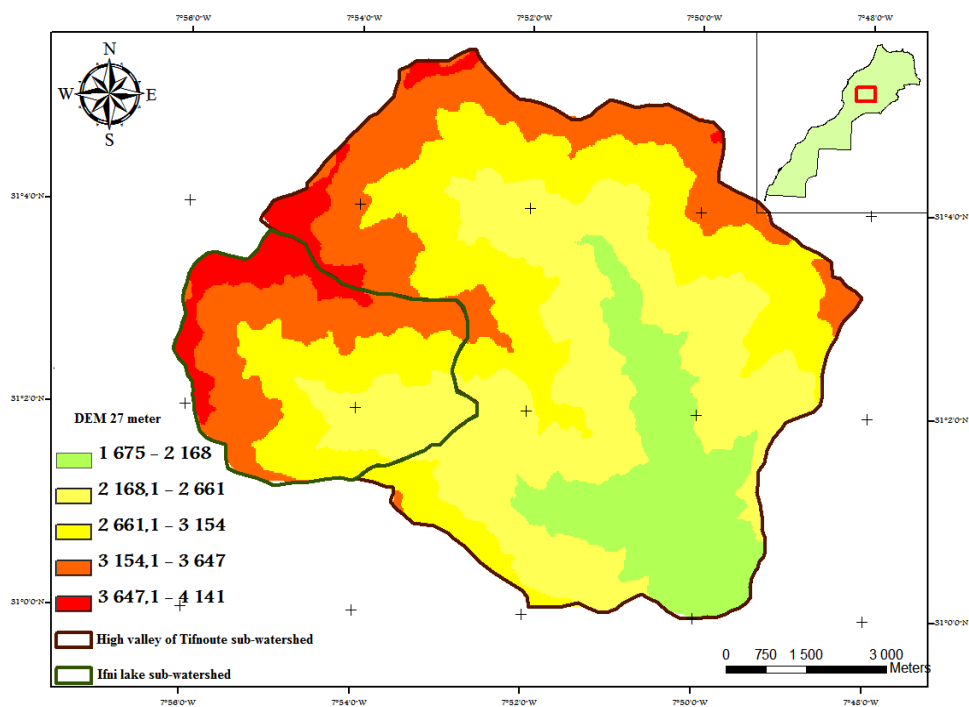 7°56'0"W 7°54'0"W 7°52'0"W 7°50'0"W 7°48'0"W
N
W E
S
31°4'0"N 31°4'0"N
31°2'0"N 31°2'0"N
DEM 27 meter
1 675 – 2 168
2 168,1 – 2 661
2 661,1 – 3 154
3 154,1 – 3 647
3 647,1 – 4 141
31°0'0"N 31°0'0"N
High valley of Tifnoute sub-watershed
Ifni lake sub-watershed
0 750 1 500 3 000
Meters
7°56'0"W 7°54'0"W 7°52'0"W 7°50'0"W 7°48'0"W